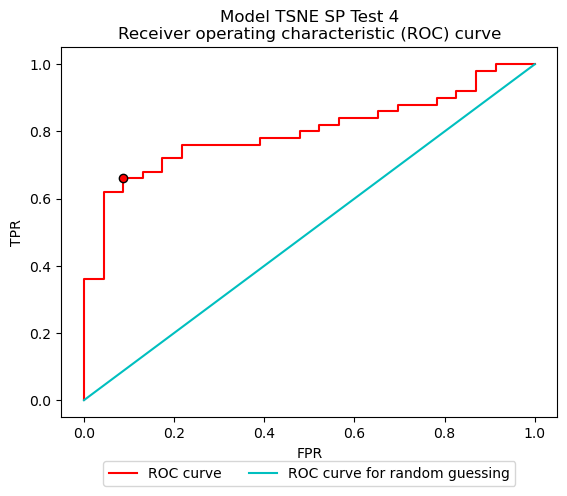 Model TSNE SP Test 4
Receiver operating characteristic (ROC) curve
1.0
0.8
0.6
0.4
0.2
0.0
TPR
0.0 0.2 0.4 0.6 0.8 1.0
FPR
ROC curve ROC curve for random guessing